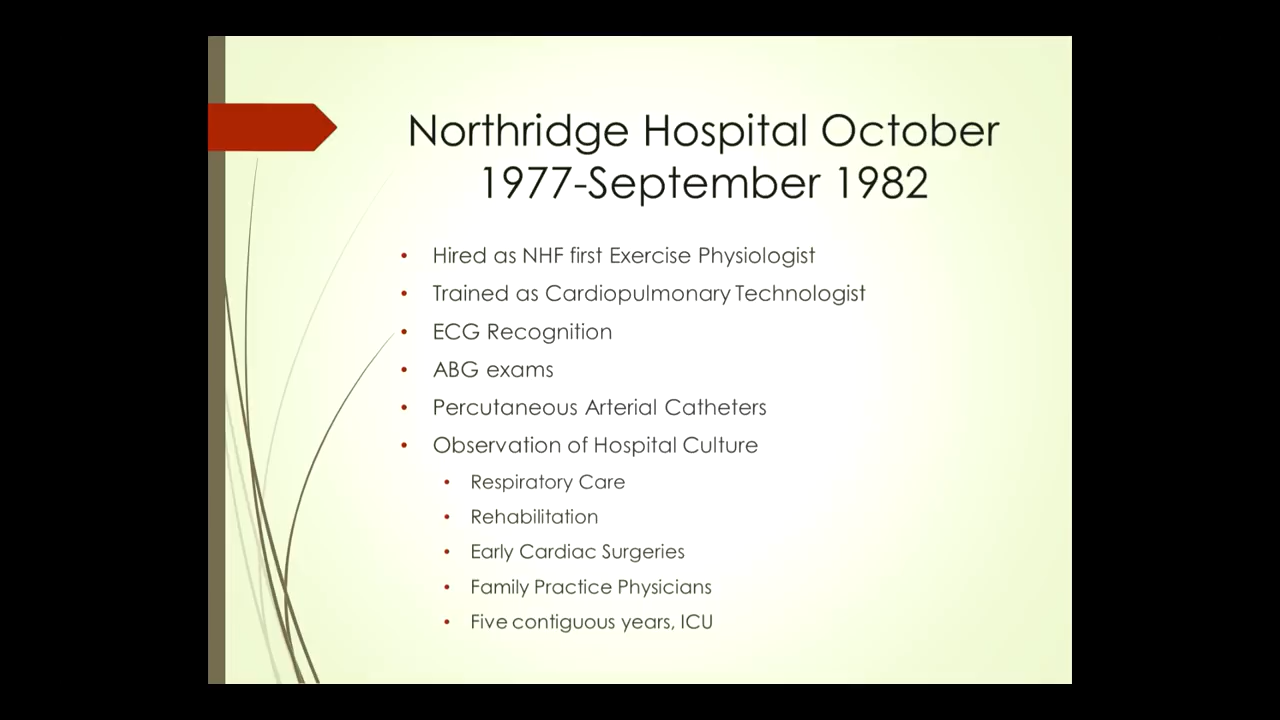 Northridge Hospital October
1977-September 1982
• Hired as NHF first Exercise Physiologist
• Trained as Cardiopulmonary Technologist
• ECG Recognition
• ABG exams
• Percutaneous Arterial Catheters
• Observation of Hospital Culture
• Respiratory Care
• Rehabilitation
• Early Cardiac Surgeries
• Family Practice Physicians
• Five contiguous years, ICU